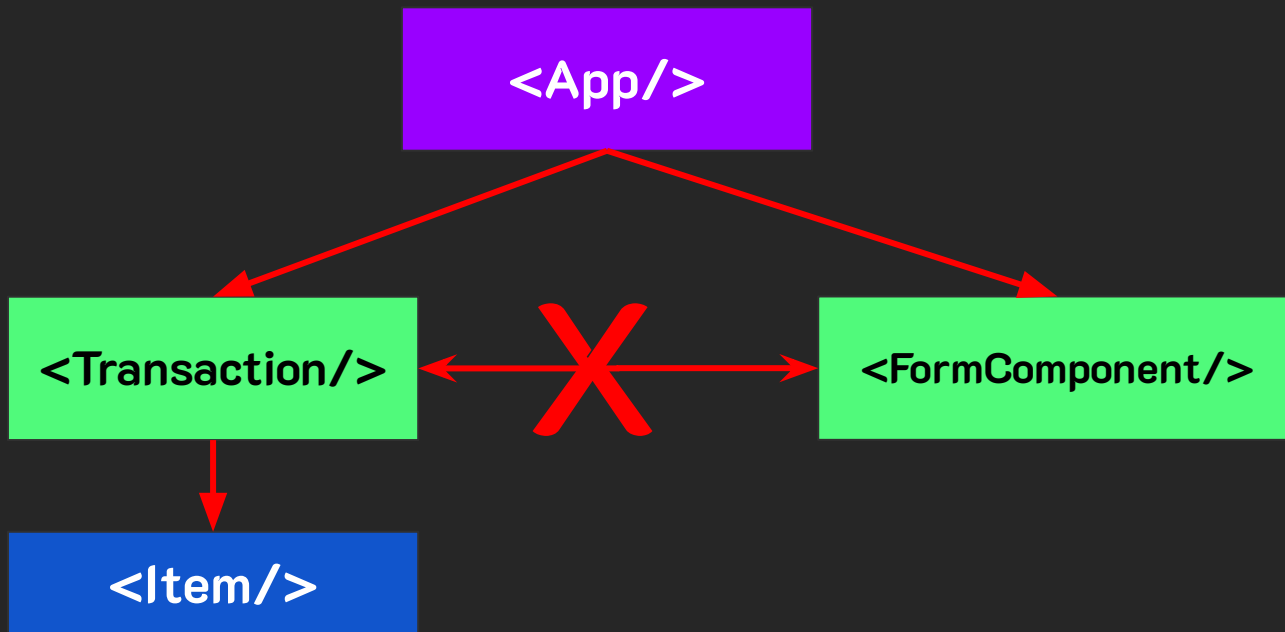 <App/>
<Transaction/>
X
<FormComponent/>
<Item/>